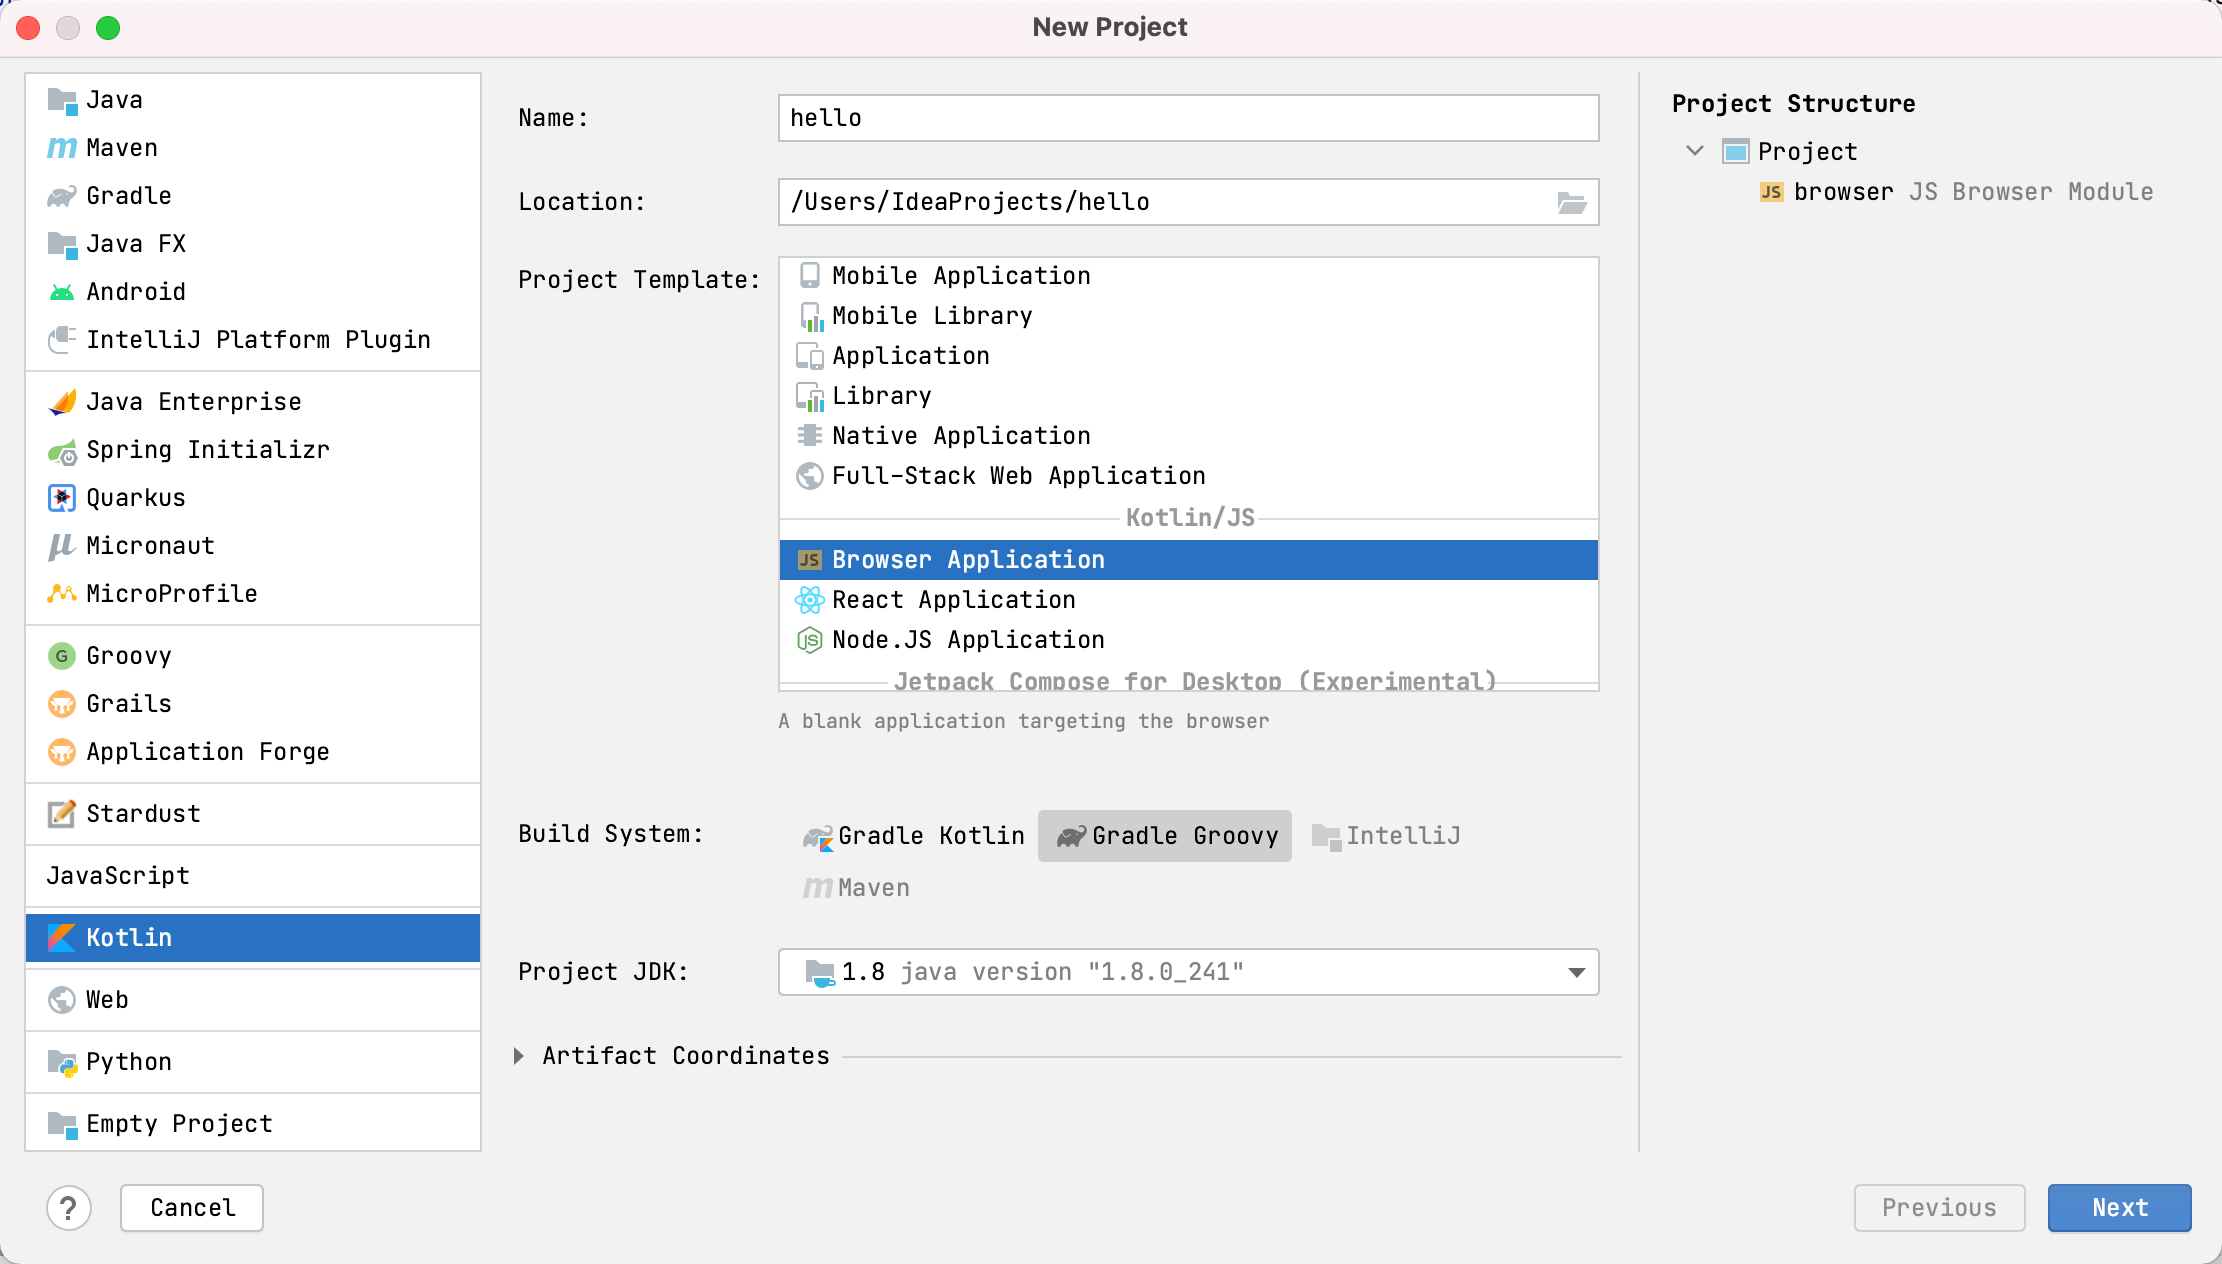 New Project
Java
Maven
Gradle
Java FX
Android
IntelliJ Platform Plugin
Java Enterprise
Spring Initializr
Quarkus
Micronaut
MicroProfile
Groovy
Grails
Application Forge
Stardust
JavaScript
Kotlin
Web
Python
Empty Project
Name:
hello
Location:
/Users/IdeaProjects/hello
Project Template:
Mobile Application
Mobile Library
Application
Library
Native Application
Full-Stack Web Application
Kotlin/JS
JS Browser Application
React Application
Node.JS Application
Jetpack Compose for Desktop (Experimental)
A blank application targeting the browser
Build System:
Gradle Kotlin
Gradle Groovy
IntelliJ
Maven
Project JDK:
1.8 java version "1.8.0_241"
Artifact Coordinates
Project Structure
Project
JS browser JS Browser Module
?
Cancel
Previous
Next